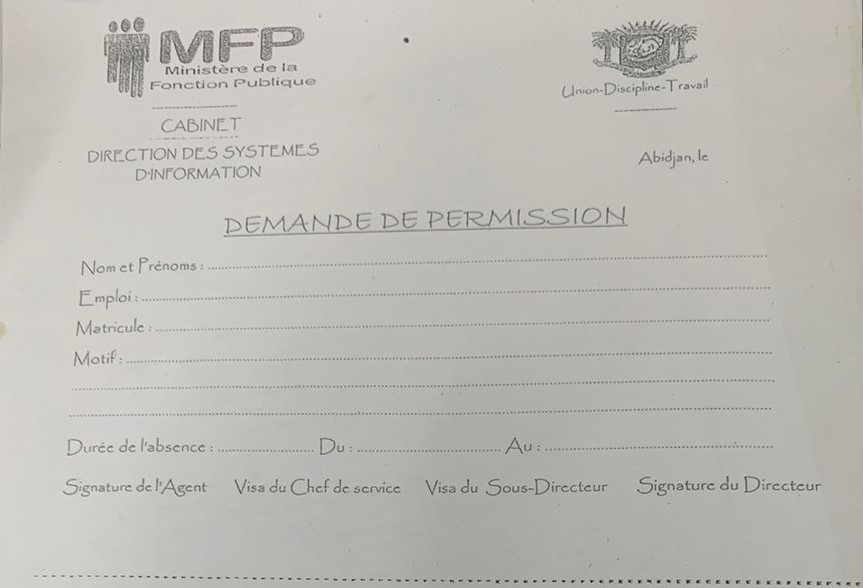 MFP
Ministère de la
Fonction Publique
CABINET
DIRECTION DES SYSTEMES
D'INFORMATION
Union-Discipline-Travail
Abidjan, le
DEMANDE DE PERMISSION
Nom et Prénoms :
Emploi :
Matricule :
Motif :
Durée de l'absence : Du : Au :
Signature de l'Agent Visa du Chef de service Visa du Sous-Directeur Signature du Directeur